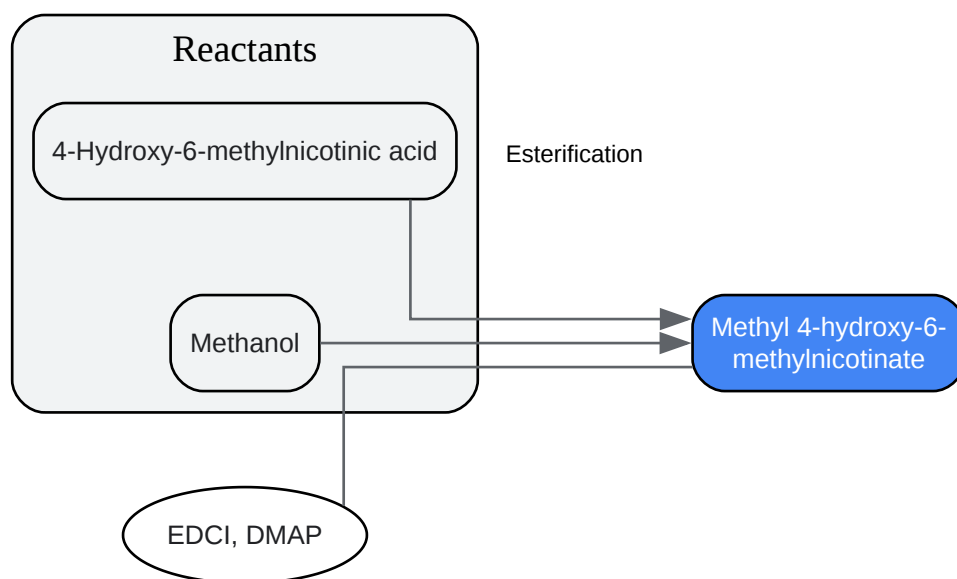 Reactants
4-Hydroxy-6-methylnicotinic acid
Esterification
Methanol
Methyl 4-hydroxy-6-
methylnicotinate
EDCI, DMAP